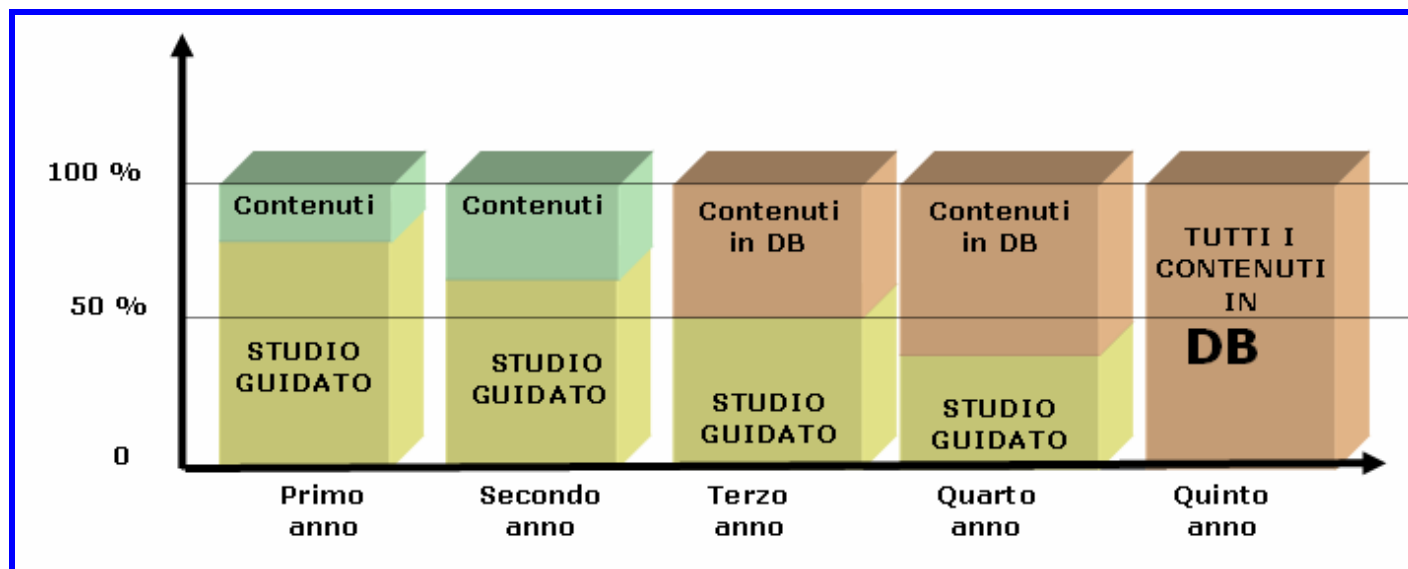 100 %
50 %
0
Contenuti
STUDIO
GUIDATO
Contenuti
STUDIO
GUIDATO
Contenuti
in DB
STUDIO
GUIDATO
Contenuti
in DB
STUDIO
GUIDATO
TUTTI I
CONTENUTI
IN
DB
Primo
anno
Secondo
anno
Terzo
anno
Quarto
anno
Quinto
anno